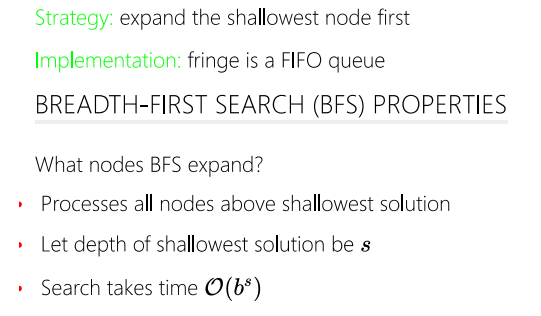 Strategy: expand the shallowest node first
Implementation: fringe is a FIFO queue
BREADTH-FIRST SEARCH (BFS) PROPERTIES
What nodes BFS expand?
• Processes all nodes above shallowest solution
• Let depth of shallowest solution be s
• Search takes time O(bˢ)